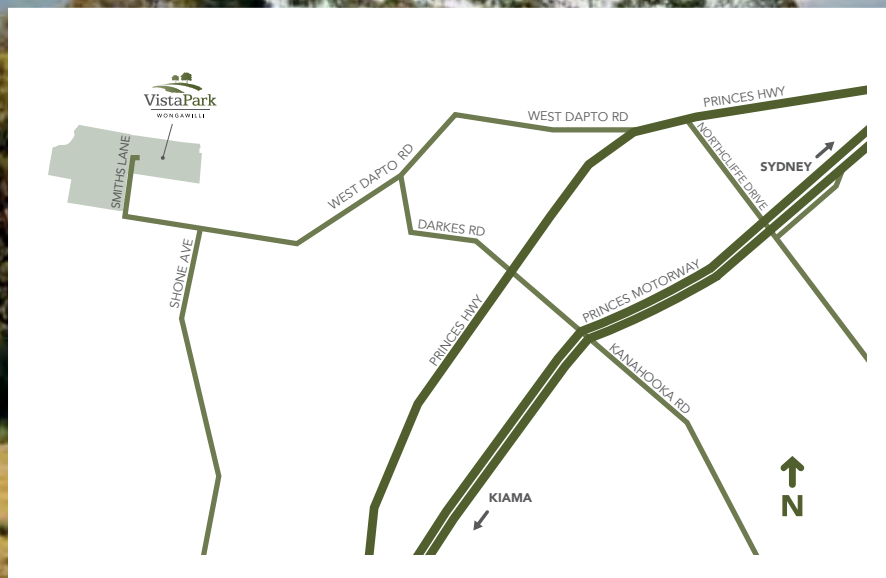 VistaPark
WONGAWILLI
SMITHS LANE
SHONE AVE
WEST DAPTO RD
WEST DAPTO RD
DARKES RD
PRINCES HWY
PRINCES HWY
NORTHCLIFFE DRIVE
SYDNEY
PRINCES MOTORWAY
KANAHOOKA RD
KIAMA
N